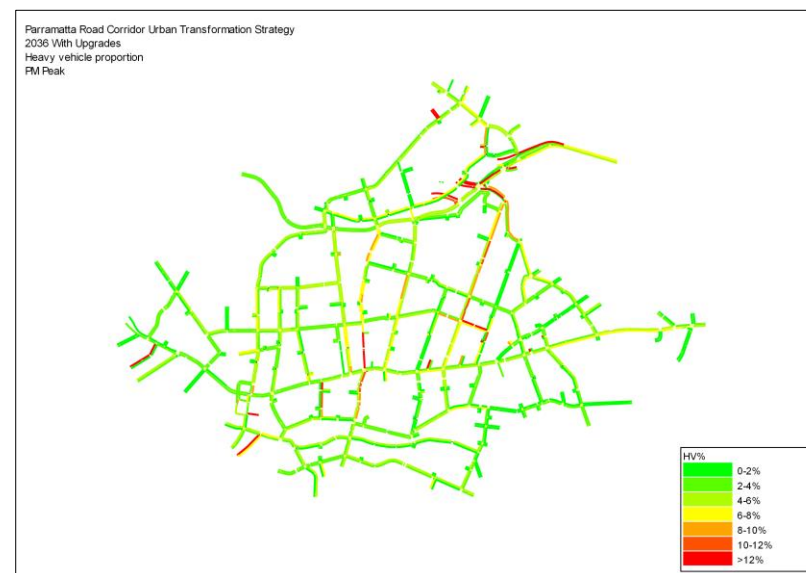 Parramatta Road Corridor Urban Transformation Strategy
2036 With Upgrades
Heavy vehicle proportion
PM Peak
HV%
0-2%
2-4%
4-6%
6-8%
8-10%
10-12%
>12%